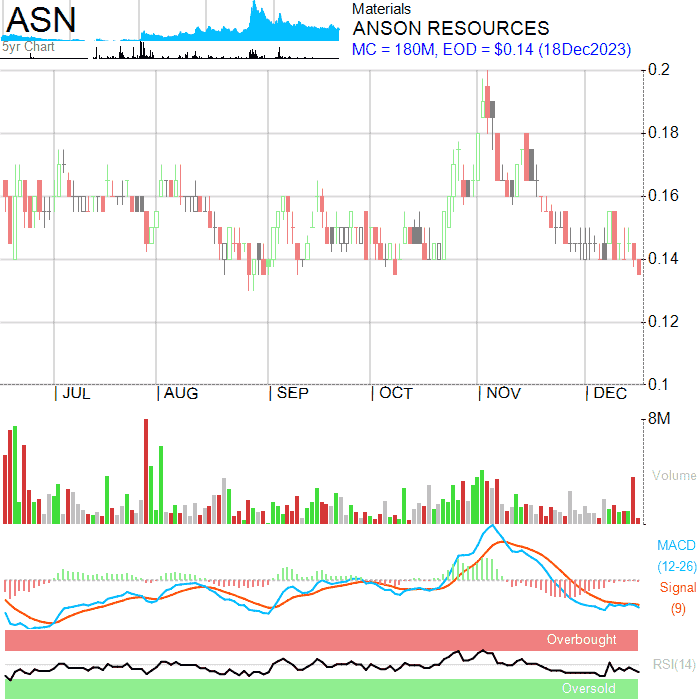 ASN
5yr Chart
Materials
ANSON RESOURCES
MC = 180M, EOD = $0.14 (18Dec2023)
0.2
0.18
0.16
0.14
0.12
0.1
JUL AUG SEP OCT NOV DEC
8M
Volume
MACD
(12-26)
Signal
(9)
Overbought
RSI(14)
Oversold